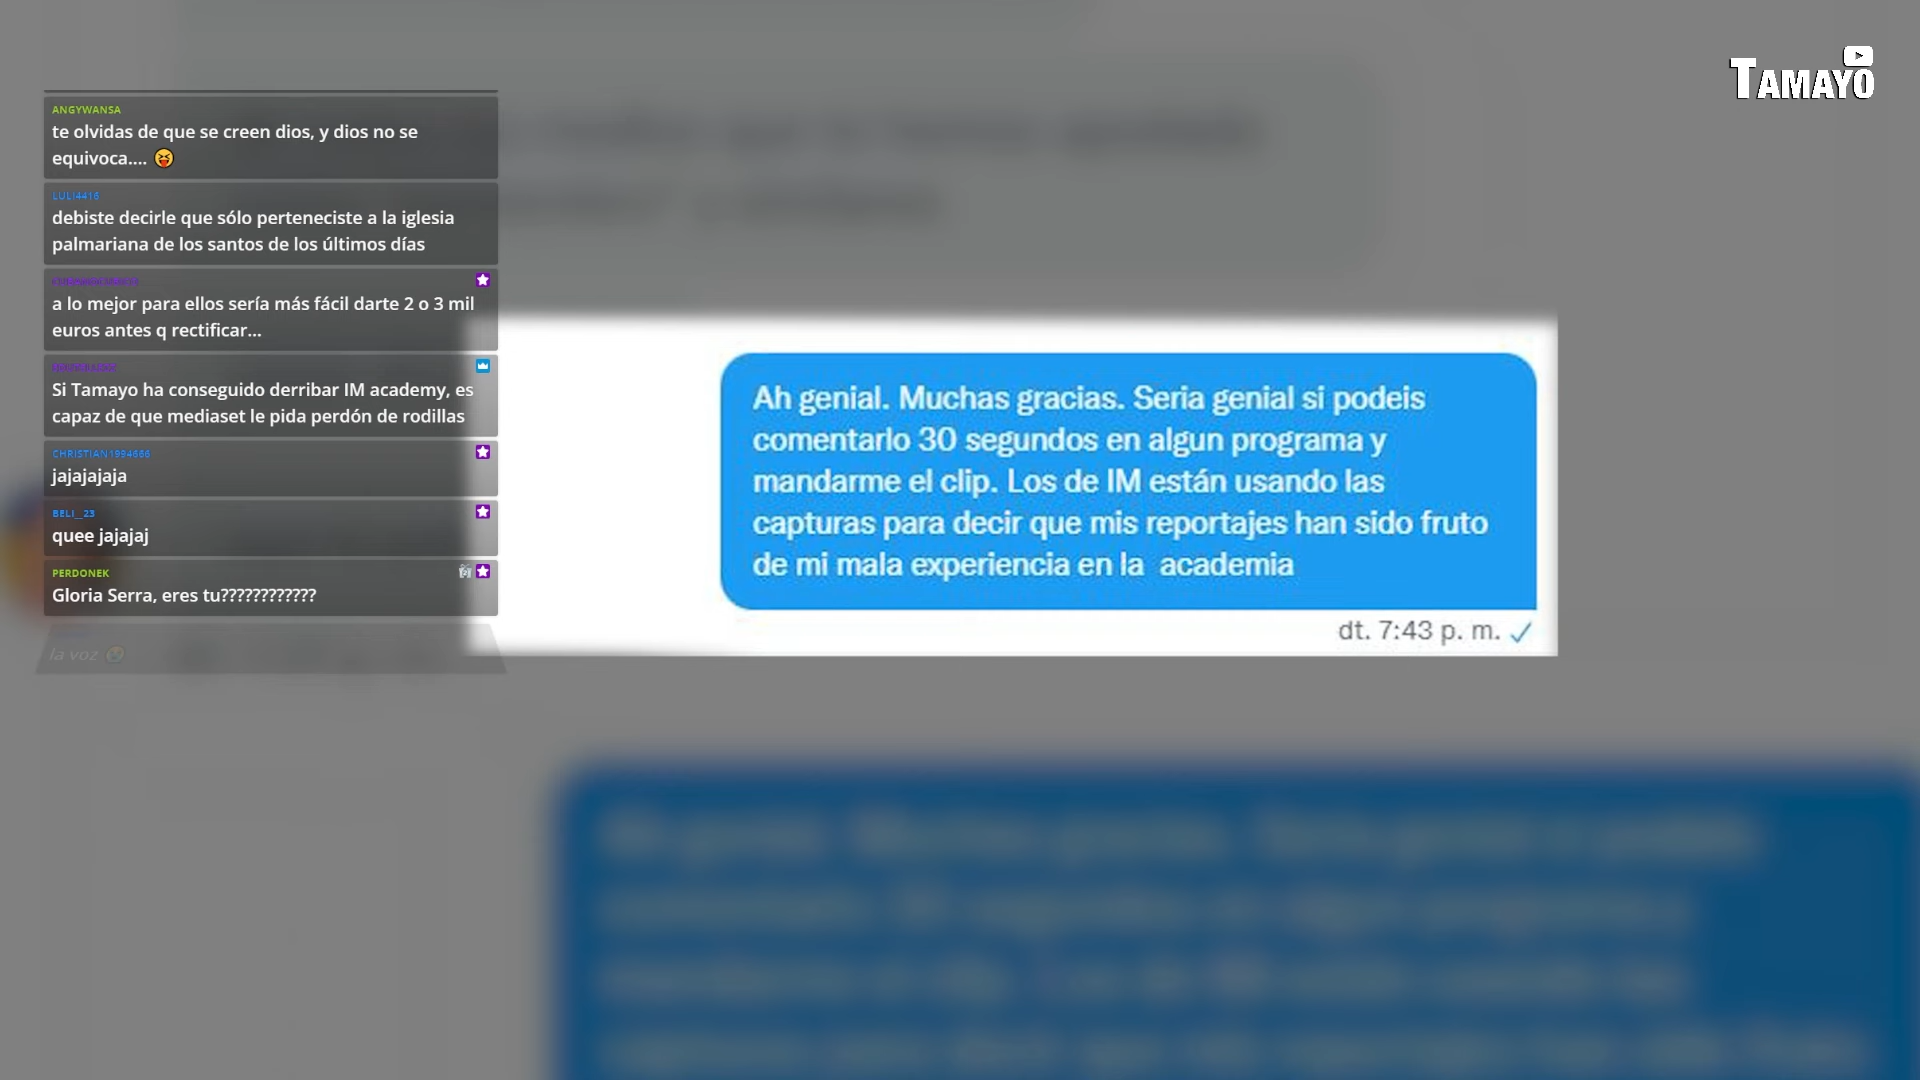 TAMAYO
ANGYWANSA
te olvidas de que se creen dios, y dios no se
equivoca....
LULI4416
debiste decirle que sólo perteneciste a la iglesia
palmariana de los santos de los últimos días
a lo mejor para ellos sería más fácil darte 2 o 3 mil
euros antes q rectificar...
Si Tamayo ha conseguido derribar IM academy, es
capaz de que mediaset le pida perdón de rodillas
CHRISTIAN1994666
jajajajaja
BELI_23
quee jajajaj
PERDONEK
Gloria Serra, eres tu????????????
la voz
Ah genial. Muchas gracias. Seria genial si podeis
comentarlo 30 segundos en algun programa y
mandarme el clip. Los de IM están usando las
capturas para decir que mis reportajes han sido fruto
de mi mala experiencia en la academia
dt. 7:43 p. m.